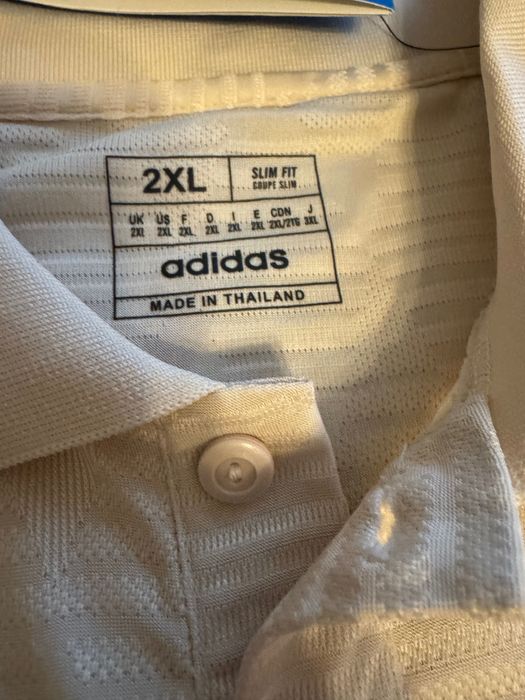 2XL
SLIM FIT
COUPE SLIM
UK US F D I E CDN J
2XL 2XL 2XL 2XL 2XL 2XL 2XL/2TG 3XL
adidas
MADE IN THAILAND